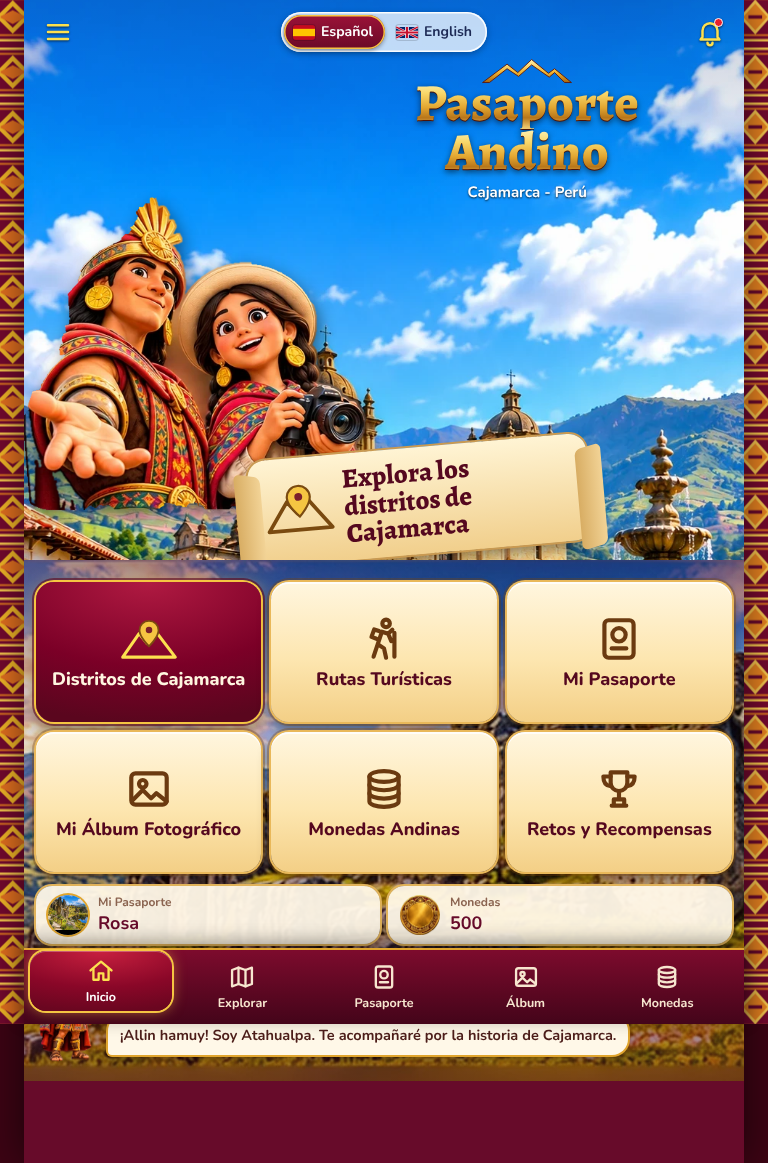 Español
English
Pasaporte
Andino
Cajamarca - Perú
Explora los
distritos de
Cajamarca
Distritos de Cajamarca
Rutas Turísticas
Mi Pasaporte
Mi Álbum Fotográfico
Monedas Andinas
Retos y Recompensas
Mi Pasaporte
Rosa
Monedas
500
Inicio
Explorar
Pasaporte
Álbum
Monedas
¡Allin hamuy! Soy Atahualpa. Te acompañaré por la historia de Cajamarca.